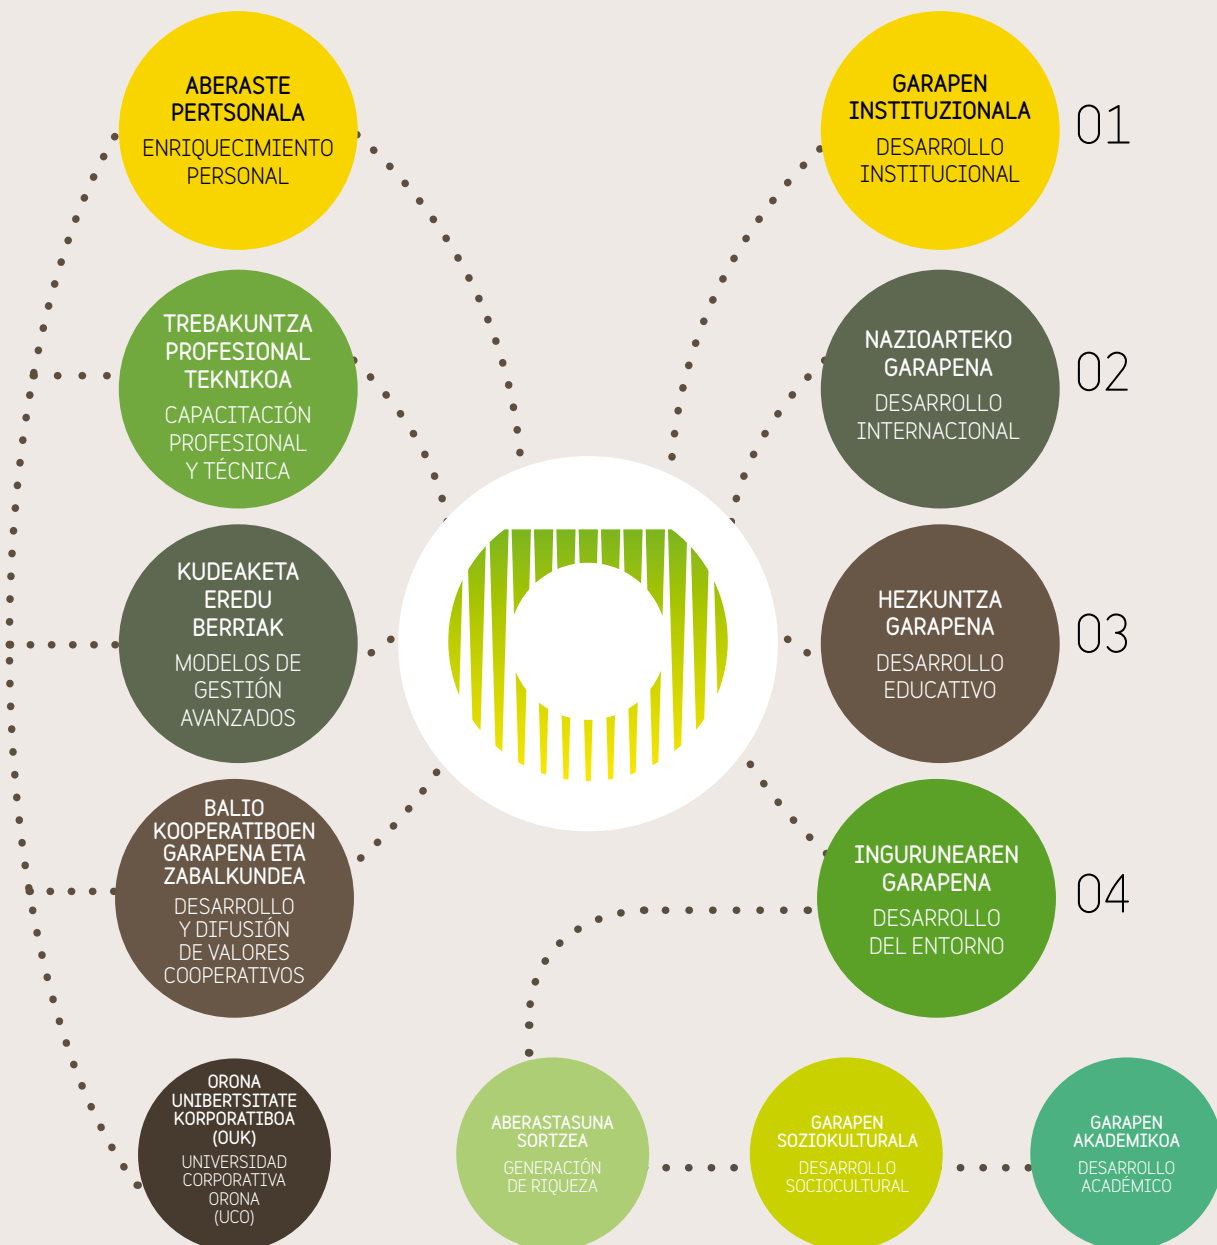 ABERASTE
PERTSONALA
ENRIQUECIMIENTO
PERSONAL
GARAPEN
INSTITUZIONALA
DESARROLLO
INSTITUCIONAL
01
TREBAKUNTZA
PROFESIONAL
TEKNIKOA
CAPACITACIÓN
PROFESIONAL
Y TÉCNICA
NAZIOARTEKO
GARAPENA
DESARROLLO
INTERNACIONAL
02
KUDEAKETA
EREDU
BERRIAK
MODELOS DE
GESTIÓN
AVANZADOS
HEZKUNTZA
GARAPENA
DESARROLLO
EDUCATIVO
03
BALIO
KOOPERATIBOEN
GARAPENA ETA
ZABALKUNDEA
DESARROLLO
Y DIFUSIÓN
DE VALORES
COOPERATIVOS
INGURUNEAREN
GARAPENA
DESARROLLO
DEL ENTORNO
04
ORONA
UNIBERTSITATE
KORPORATIBOA
(OUK)
UNIVERSIDAD
CORPORATIVA
ORONA
(UCO)
ABERASTASUNA
SORTZEA
GENERACIÓN
DE RIQUEZA
GARAPEN
SOZIOKULTURALA
DESARROLLO
SOCIOCULTURAL
GARAPEN
AKADEMIKOA
DESARROLLO
ACADÉMICO